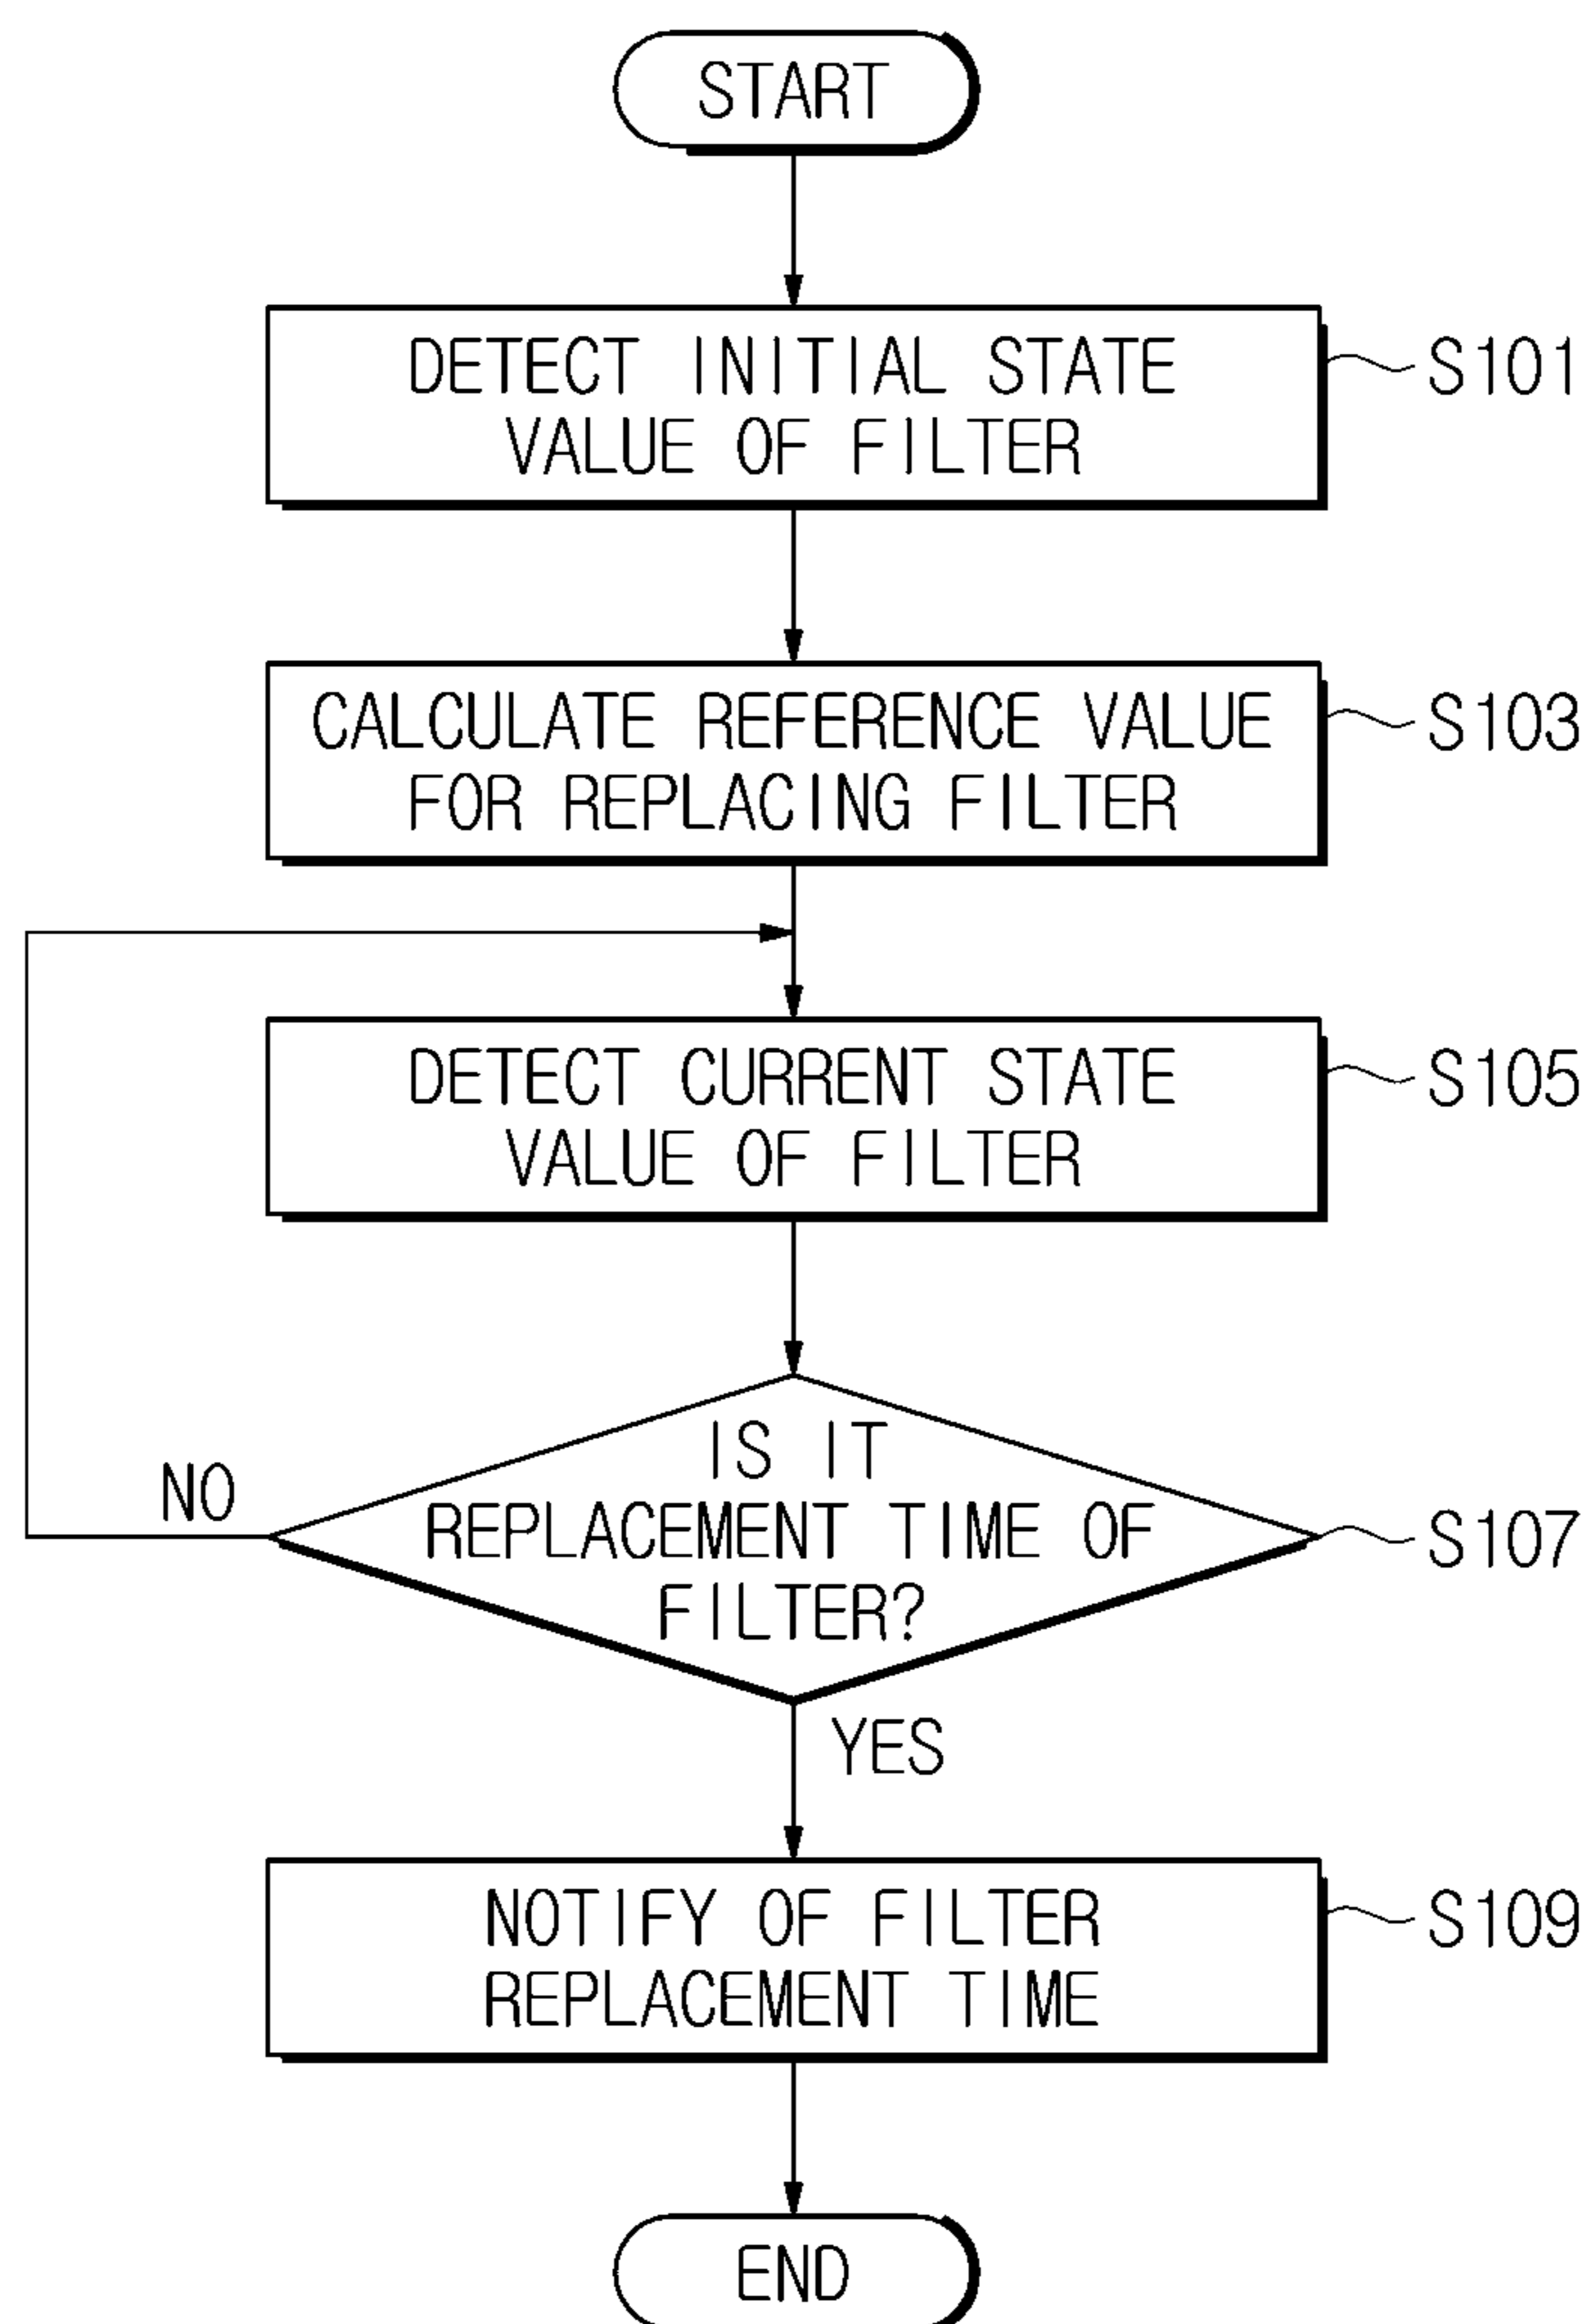 START
DETECT INITIAL STATE
VALUE OF FILTER
S101
CALCULATE REFERENCE VALUE
FOR REPLACING FILTER
S103
DETECT CURRENT STATE
VALUE OF FILTER
S105
IS IT
REPLACEMENT TIME OF
FILTER?
S107
NO
YES
NOTIFY OF FILTER
REPLACEMENT TIME
S109
END